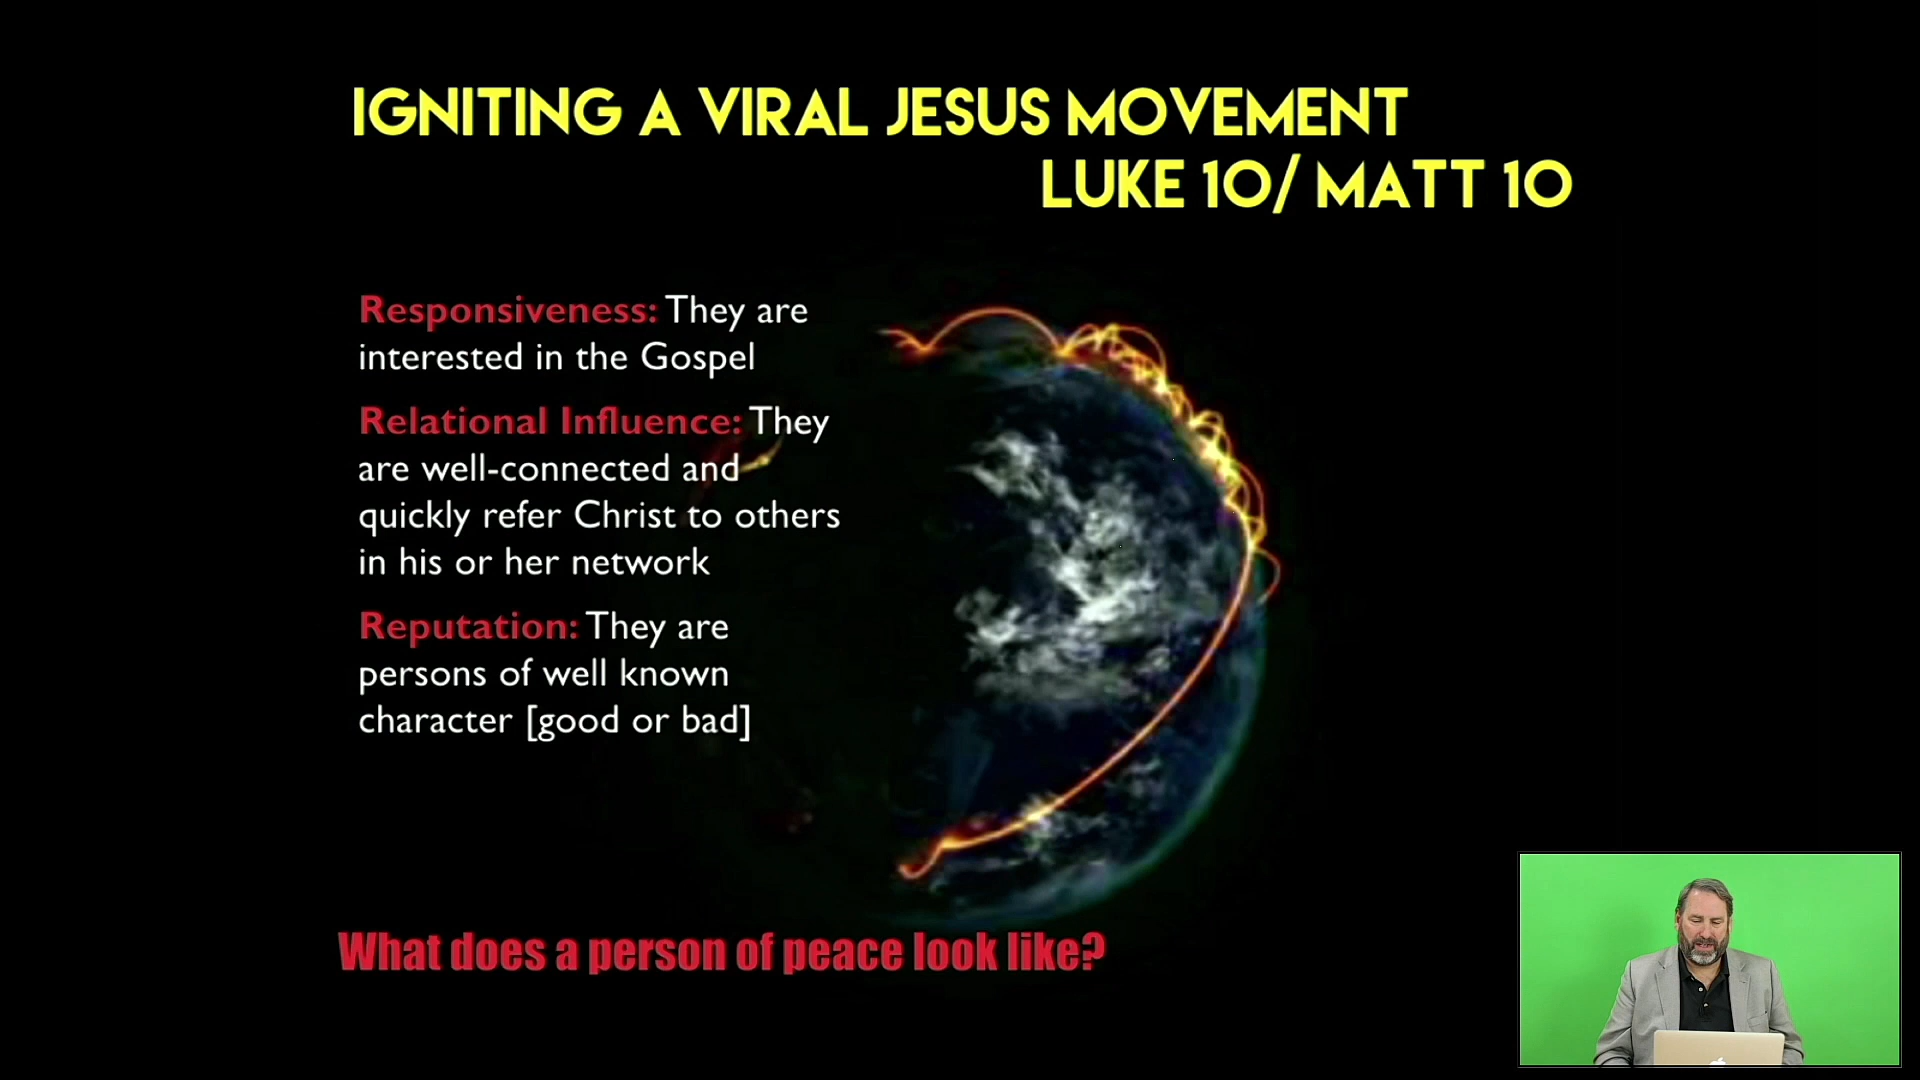 IGNITING A VIRAL JESUS MOVEMENT
LUKE 10/ MATT 10
Responsiveness: They are
interested in the Gospel
Relational Influence: They
are well-connected and
quickly refer Christ to others
in his or her network
Reputation: They are
persons of well known
character [good or bad]
What does a person of peace look like?